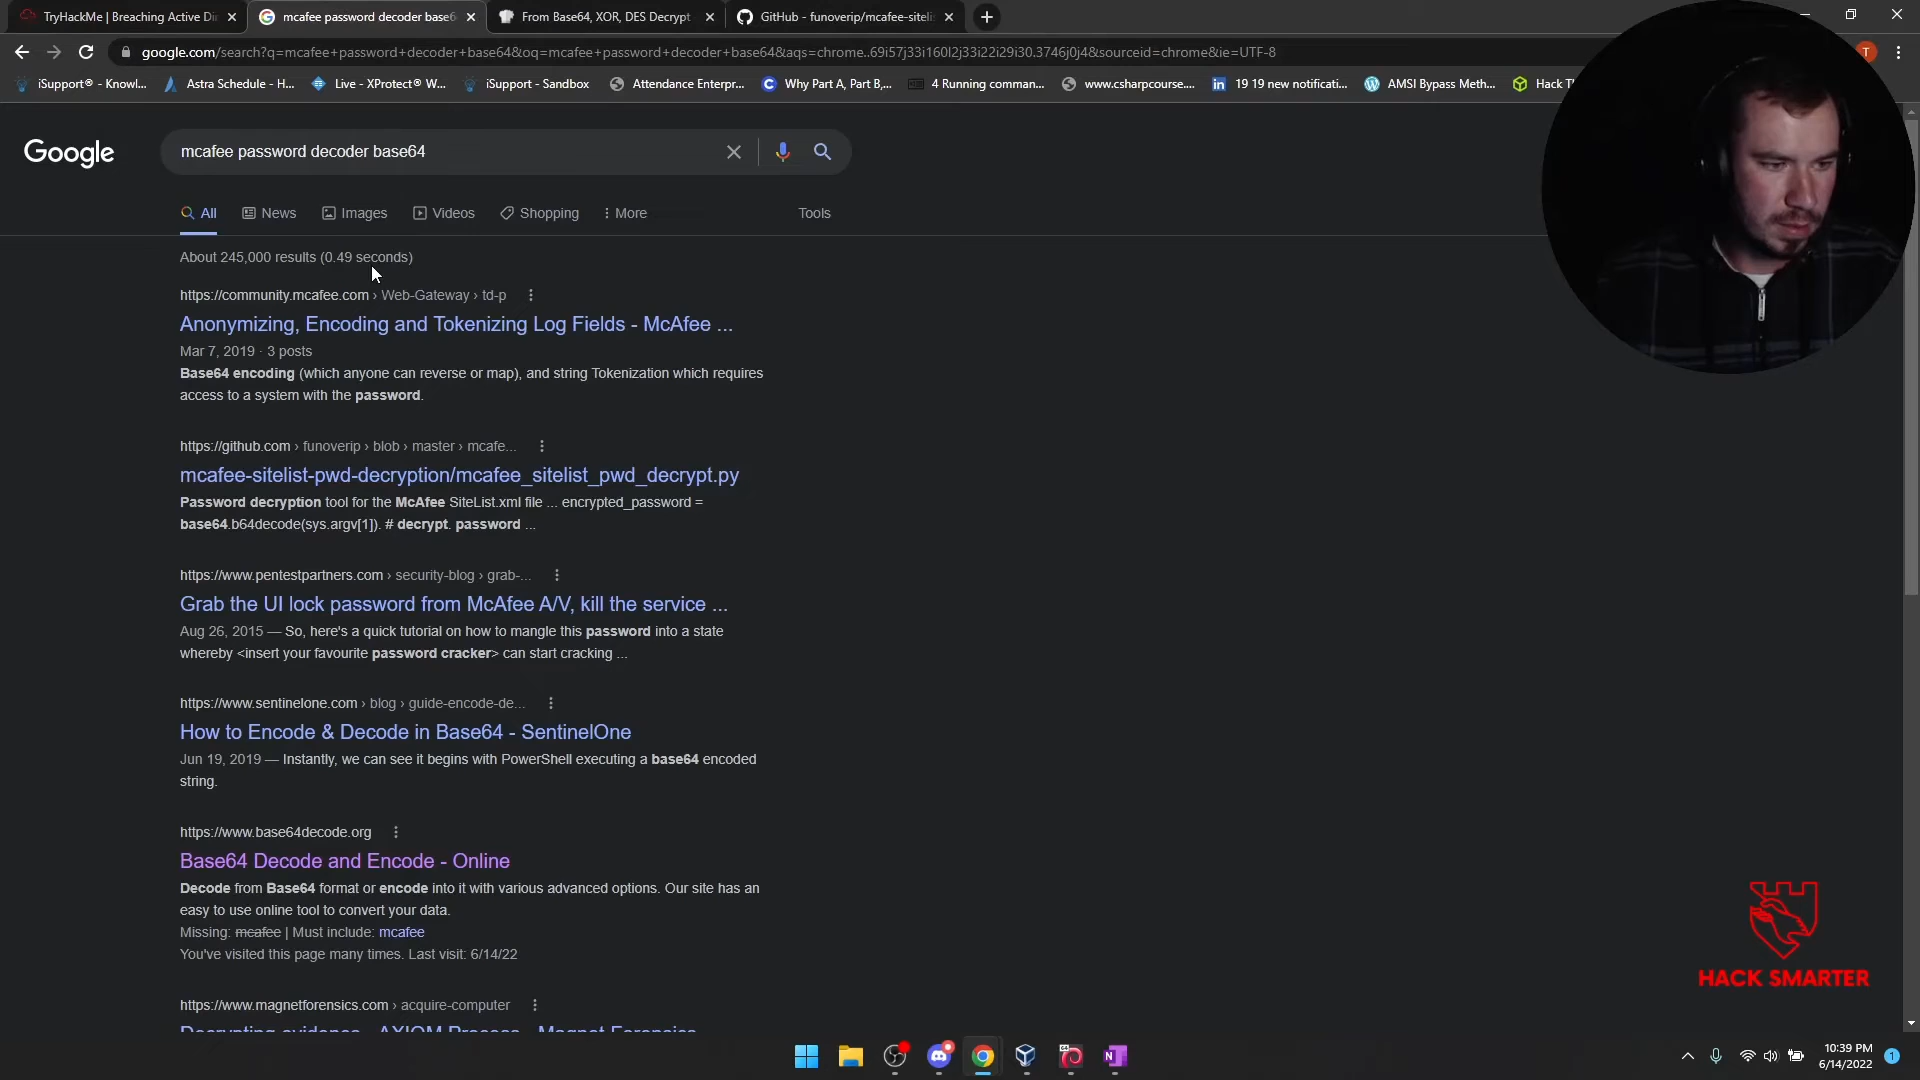 TryHackMe | Breaching Active Di
mcafee password decoder base6
From Base64, XOR, DES Decrypt
GitHub - funoverip/mcafee-siteli
google.com/search?q=mcafee+password+decoder+base64&oq=mcafee+password+decoder+base64&aqs=chrome..69i57j33i160l2j33i22i29i30.3746j0j4&sourceid=chrome&ie=UTF-8
T
iSupport® - Knowl...
Astra Schedule - H...
Live - XProtect® W...
iSupport - Sandbox
Attendance Enterpr...
Why Part A, Part B,...
4 Running comman...
www.csharpcourse....
19 19 new notificati...
AMSI Bypass Meth...
Hack Th
Google
mcafee password decoder base64
All
News
Images
Videos
Shopping
More
Tools
About 245,000 results (0.49 seconds)
https://community.mcafee.com › Web-Gateway › td-p
Anonymizing, Encoding and Tokenizing Log Fields - McAfee ...
Mar 7, 2019 · 3 posts
Base64 encoding (which anyone can reverse or map), and string Tokenization which requires
access to a system with the password.
https://github.com › funoverip › blob › master › mcafe...
mcafee-sitelist-pwd-decryption/mcafee_sitelist_pwd_decrypt.py
Password decryption tool for the McAfee SiteList.xml file ... encrypted_password =
base64.b64decode(sys.argv[1]). # decrypt. password ...
https://www.pentestpartners.com › security-blog › grab-...
Grab the UI lock password from McAfee A/V, kill the service ...
Aug 26, 2015 — So, here's a quick tutorial on how to mangle this password into a state
whereby <insert your favourite password cracker> can start cracking ...
https://www.sentinelone.com › blog › guide-encode-de...
How to Encode & Decode in Base64 - SentinelOne
Jun 19, 2019 — Instantly, we can see it begins with PowerShell executing a base64 encoded
string.
https://www.base64decode.org
Base64 Decode and Encode - Online
Decode from Base64 format or encode into it with various advanced options. Our site has an
easy to use online tool to convert your data.
Missing: mcafee | Must include: mcafee
You've visited this page many times. Last visit: 6/14/22
https://www.magnetforensics.com › acquire-computer
Decrypting evidence - AXIOM Process - Magnet Forensics
HACK SMARTER
10:39 PM
6/14/2022
1